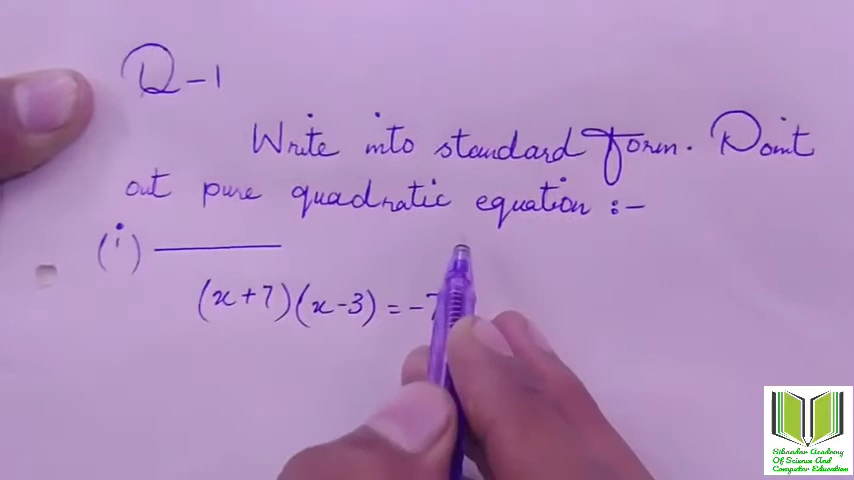 Q-1
Write into standard form. Point
out pure quadratic equation :-
(i)
(x+7)(x-3) = -7
Sikandar Academy
Of Science And
Computer Education